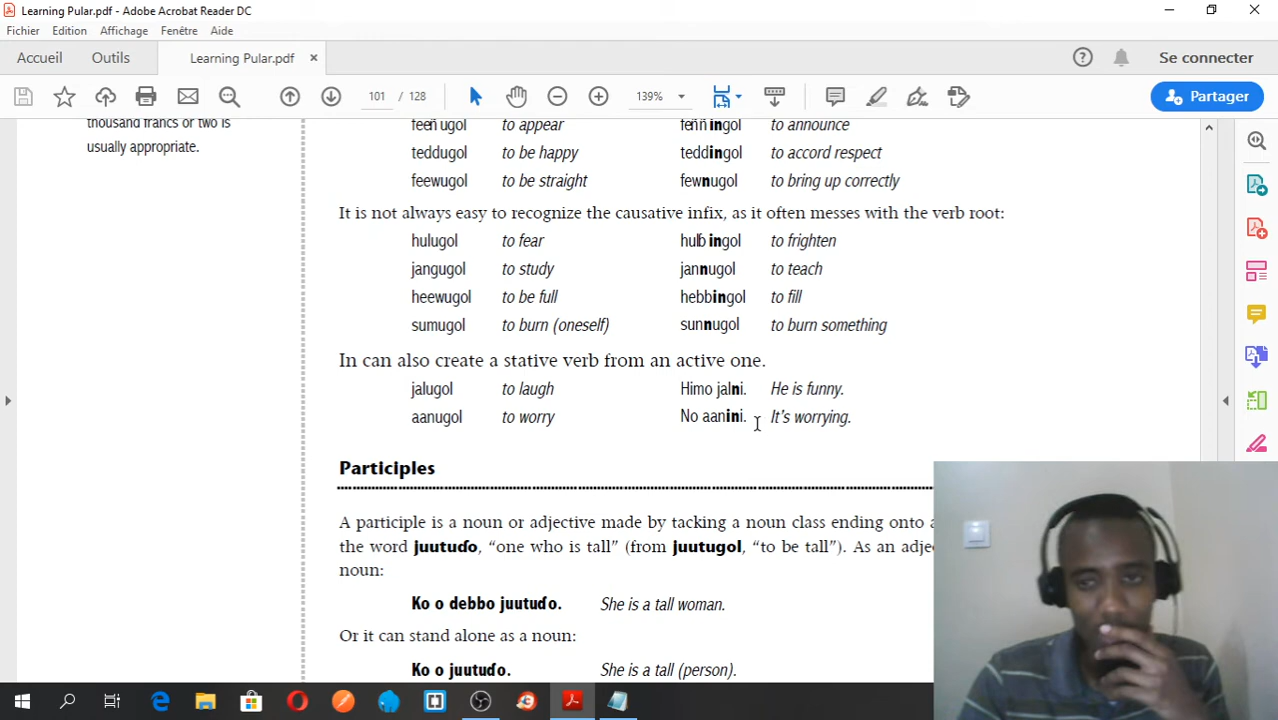 Learning Pular.pdf - Adobe Acrobat Reader DC
Fichier Edition Affichage Fenêtre Aide
Accueil Outils Learning Pular.pdf × Se connecter
101 / 128 139% Partager
thousand francs or two is
usually appropriate.
feeñugol to appear feññingol to announce
teddugol to be happy teddingol to accord respect
feewugol to be straight fewnugol to bring up correctly
It is not always easy to recognize the causative infix, as it often messes with the verb root:
hulugol to fear hulɓingol to frighten
jangugol to study jannugol to teach
heewugol to be full hebbingol to fill
sumugol to burn (oneself) sunnugol to burn something
In can also create a stative verb from an active one.
jalugol to laugh Himo jalni. He is funny.
aanugol to worry No aanini. It's worrying.
Participles
A participle is a noun or adjective made by tacking a noun class ending onto
the word juutuɗo, “one who is tall” (from juutugol, “to be tall”). As an
noun:
Ko o debbo juutuɗo. She is a tall woman.
Or it can stand alone as a noun:
Ko o juutuɗo. She is a tall (person).